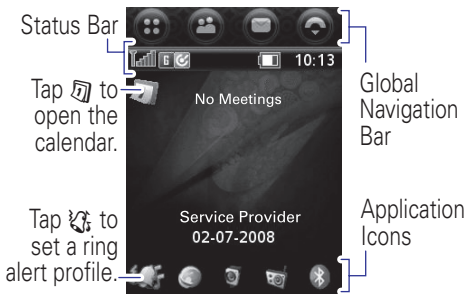 Status Bar
G
10:13
Tap to
open the
calendar.
No Meetings
Global
Navigation
Bar
Service Provider
02-07-2008
Tap to
set a ring
alert profile.
Application
Icons